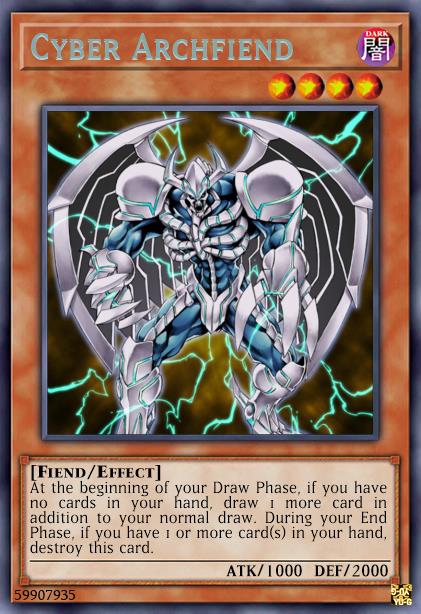 CYBER ARCHFIEND
DARK
闇
[FIEND/EFFECT]
At the beginning of your Draw Phase, if you have
no cards in your hand, draw 1 more card in
addition to your normal draw. During your End
Phase, if you have 1 or more card(s) in your hand,
destroy this card.
ATK/1000 DEF/2000
59907935